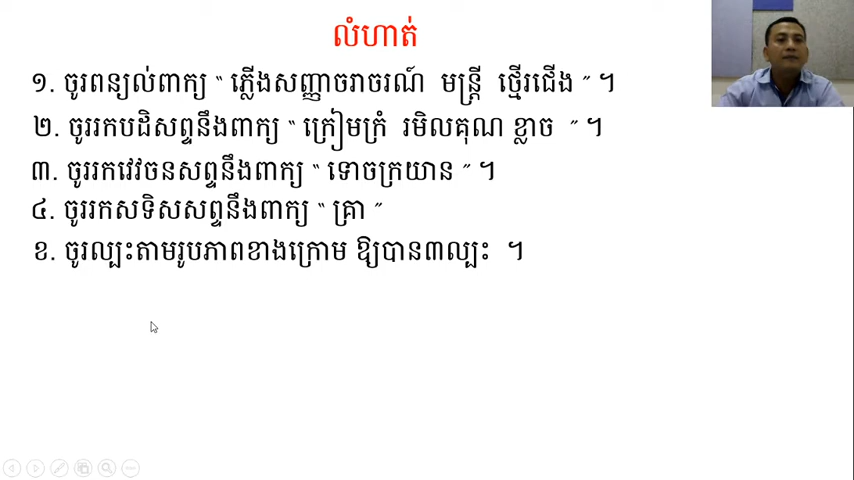 លំហាត់
១. ចូរពន្យល់ពាក្យ “ ភ្លើងសញ្ញាចរាចរណ៍ មន្ត្រី ថ្មើរជើង ” ។
២. ចូររកបដិសព្ទនឹងពាក្យ “ ក្រៀមក្រំ រមិលគុណ ខ្លាច ” ។
៣. ចូររកវេវចនសព្ទនឹងពាក្យ “ ទោចក្រយាន ” ។
៤. ចូររកសទិសសព្ទនឹងពាក្យ “ គ្រា ”
ខ. ចូរល្បះតាមរូបភាពខាងក្រោម ឱ្យបាន៣ល្បះ ។